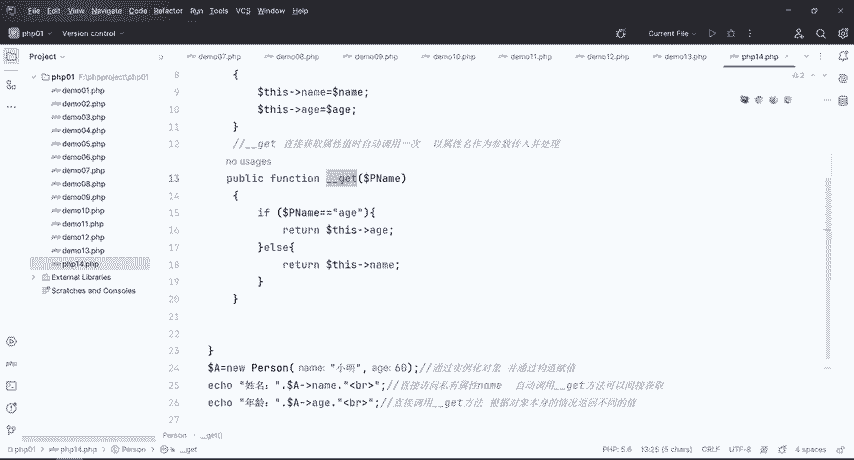 File Edit View Navigate Code Refactor Run Tools VCS Window Help
php01 Version control Current File
Project demo07.php demo08.php demo09.php demo10.php demo11.php demo12.php demo13.php php14.php
php01 F:\phpproject\php01
demo01.php
demo02.php
demo03.php
demo04.php
demo05.php
demo06.php
demo07.php
demo08.php
demo09.php
demo10.php
demo11.php
demo12.php
demo13.php
php14.php
External Libraries
Scratches and Consoles
2
8 {
9 $this->name=$name;
10 $this->age=$age;
11 }
12 //__get 直接获取属性值时自动调用一次 以属性名作为参数传入并处理
no usages
13 public function __get($PName)
14 {
15 if ($PName=="age"){
16 return $this->age;
17 }else{
18 return $this->name;
19 }
20 }
21
22
23 }
24 $A=new Person( name: "小明", age: 60);//通过实例化对象 并通过构造赋值
25 echo "姓名：".$A->name."<br>";//直接访问私有属性name 自动调用__get方法可以间接获取
26 echo "年龄：".$A->age."<br>";//直接调用__get方法 根据对象本身的情况返回不同的值
27
Person › __get()
php01 › php14.php › Person › __get
PHP: 5.6 13:25 (5 chars) CRLF UTF-8 4 spaces